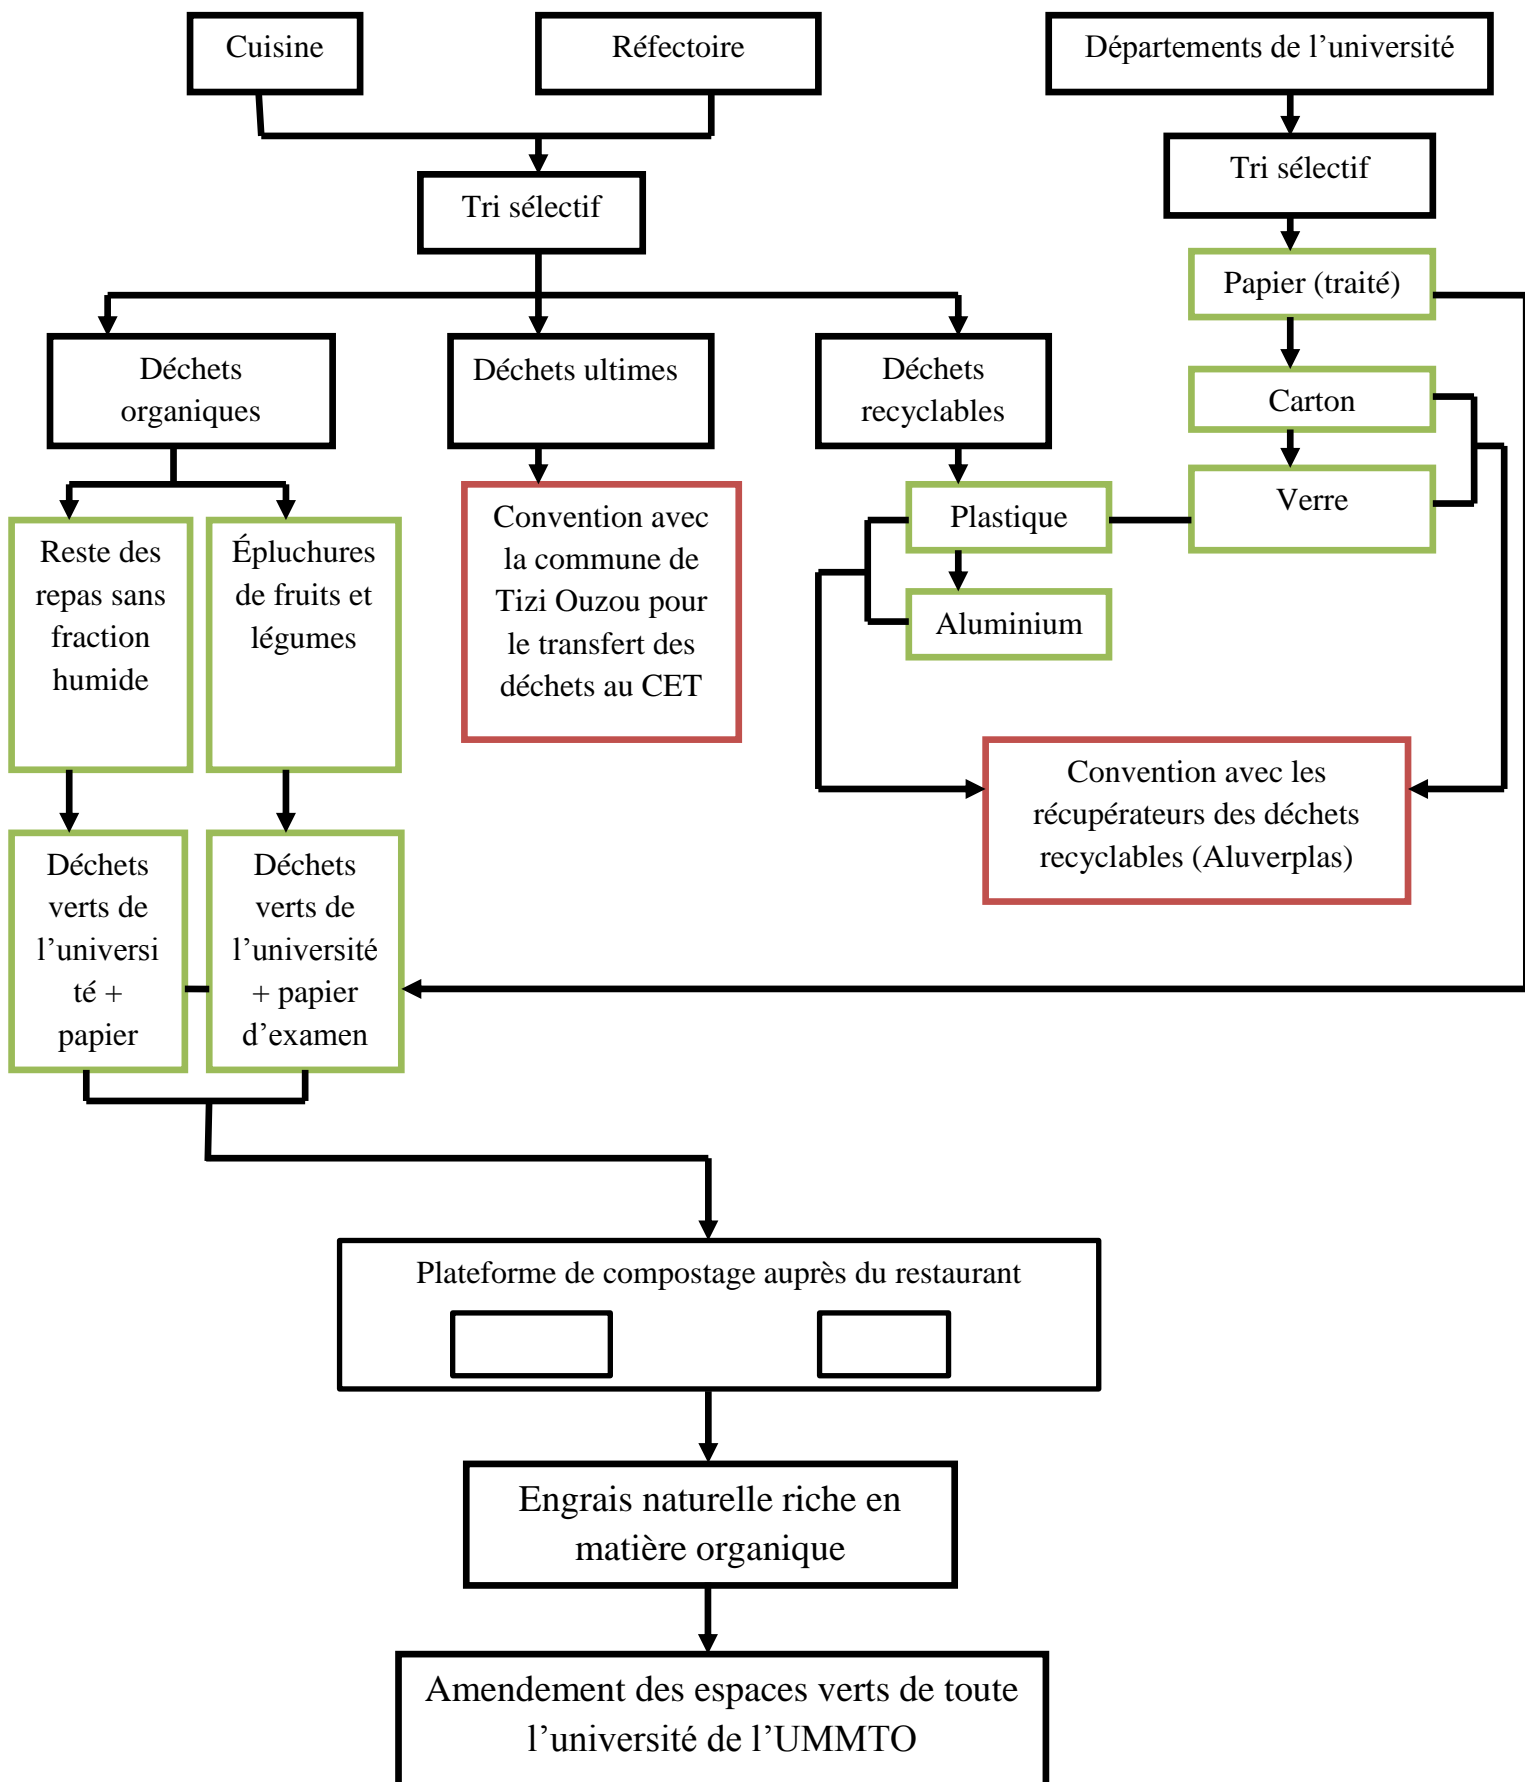 Cuisine
Réfectoire
Départements de l’université
Tri sélectif
Tri sélectif
Papier (traité)
Déchets
organiques
Déchets ultimes
Déchets
recyclables
Carton
Verre
Plastique
Aluminium
Reste des
repas sans
fraction
humide
Épluchures
de fruits et
légumes
Convention avec
la commune de
Tizi Ouzou pour
le transfert des
déchets au CET
Convention avec les
récupérateurs des déchets
recyclables (Aluverplas)
Déchets
verts de
l’universi
té +
papier
Déchets
verts de
l’université
+ papier
d’examen
Plateforme de compostage auprès du restaurant
Engrais naturelle riche en
matière organique
Amendement des espaces verts de toute
l’université de l’UMMTO